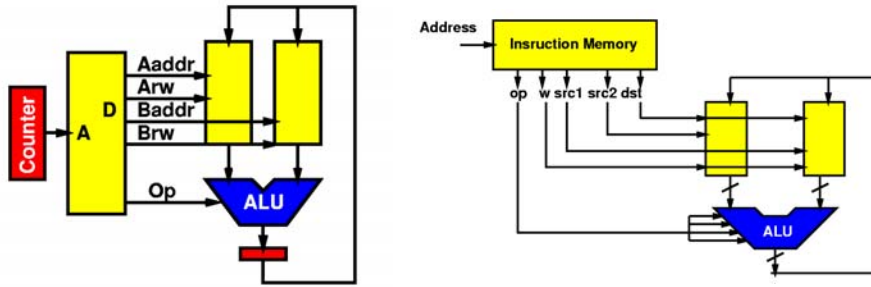 Aaddr
Arw
D
Baddr
A
Brw
Counter
Op
ALU
Address
Insruction Memory
op w src1 src2 dst
ALU